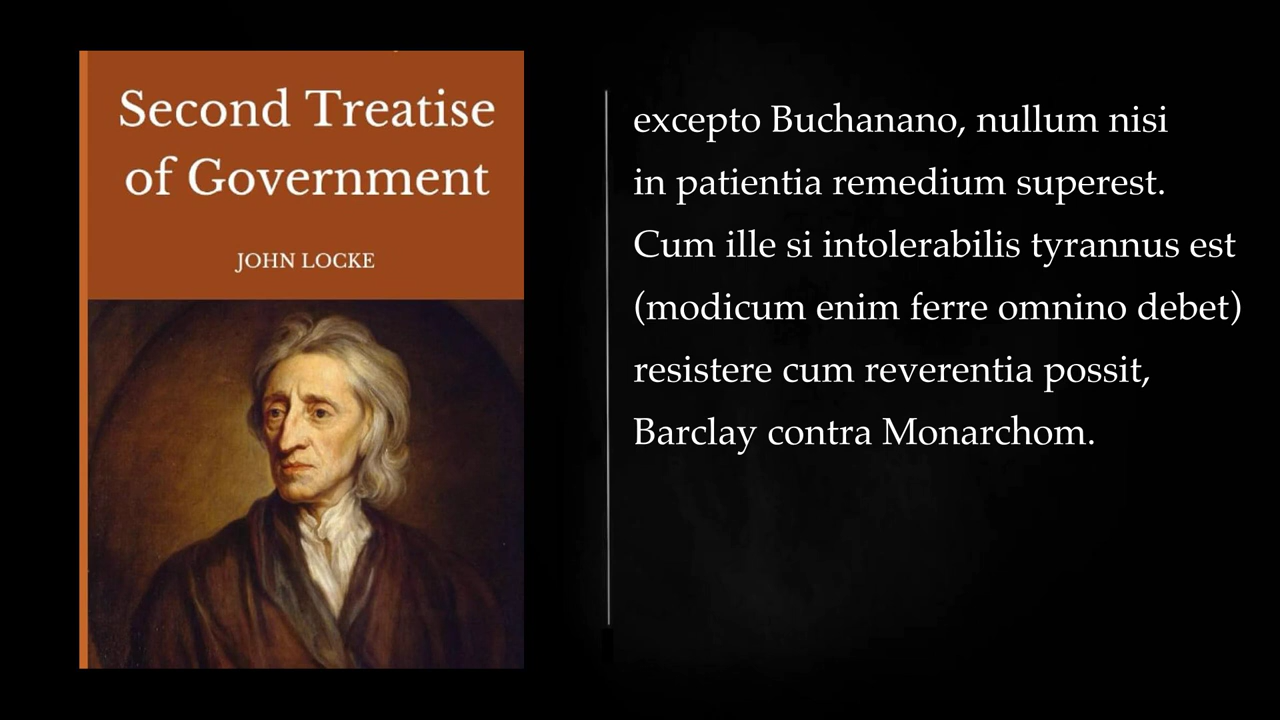 Second Treatise
of Government
JOHN LOCKE
excepto Buchanano, nullum nisi
in patientia remedium superest.
Cum ille si intolerabilis tyrannus est
(modicum enim ferre omnino debet)
resistere cum reverentia possit,
Barclay contra Monarchom.